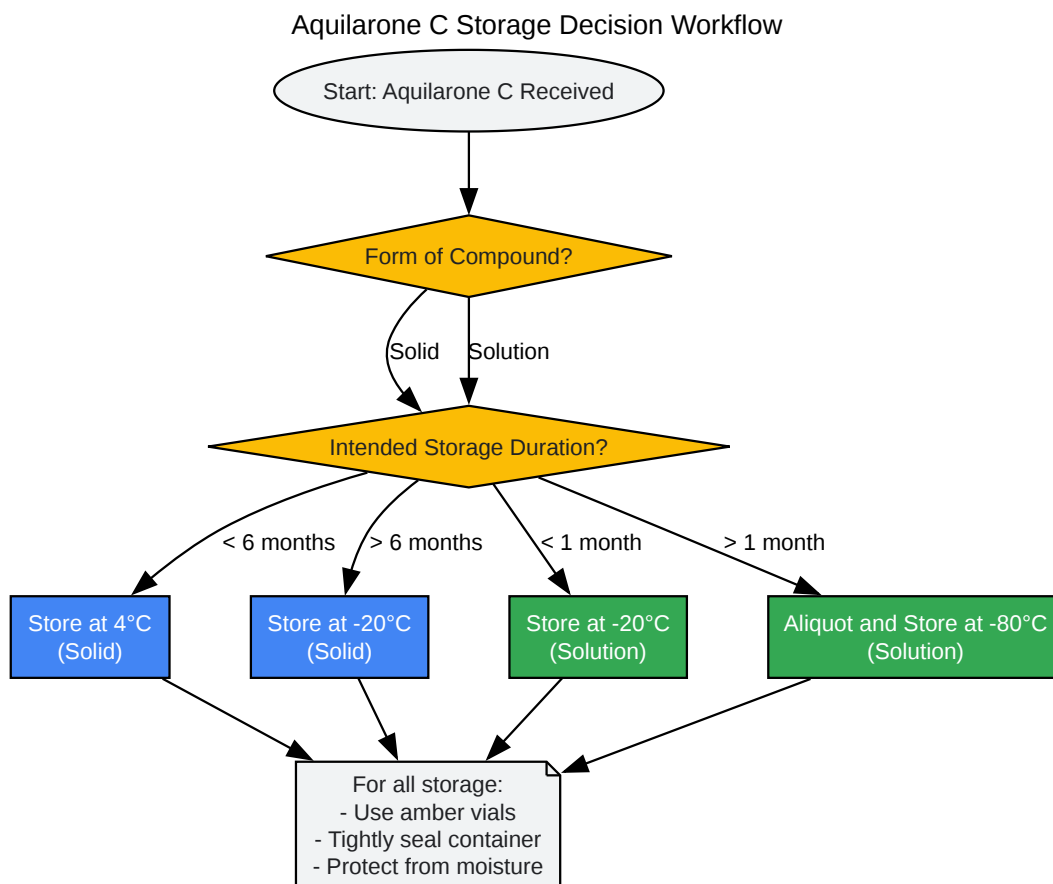 Aquilarone C Storage Decision Workflow
Start: Aquilarone C Received
Form of Compound?
Solid
Solution
Intended Storage Duration?
< 6 months
> 6 months
< 1 month
> 1 month
Store at 4°C
(Solid)
Store at -20°C
(Solid)
Store at -20°C
(Solution)
Aliquot and Store at -80°C
(Solution)
For all storage:
- Use amber vials
- Tightly seal container
- Protect from moisture